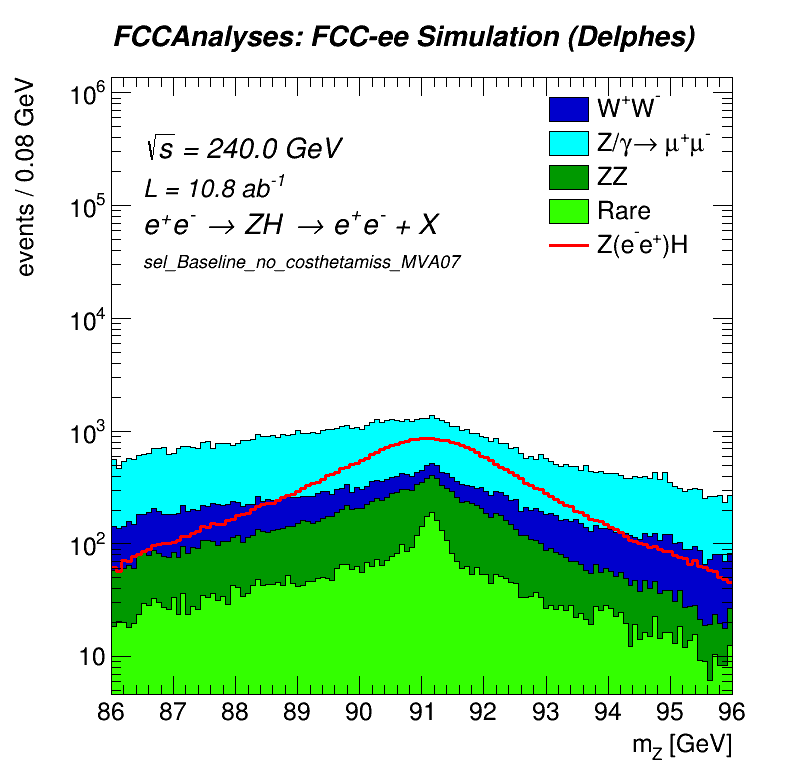 FCCAnalyses: FCC-ee Simulation (Delphes)
events / 0.08 GeV
10⁶
10⁵
10⁴
10³
10²
10
√s = 240.0 GeV
L = 10.8 ab⁻¹
e⁺e⁻ → ZH → e⁺e⁻ + X
sel_Baseline_no_costhetamiss_MVA07
W⁺W⁻
Z/γ→ μ⁺μ⁻
ZZ
Rare
Z(e⁻e⁺)H
86 87 88 89 90 91 92 93 94 95 96
m_Z [GeV]